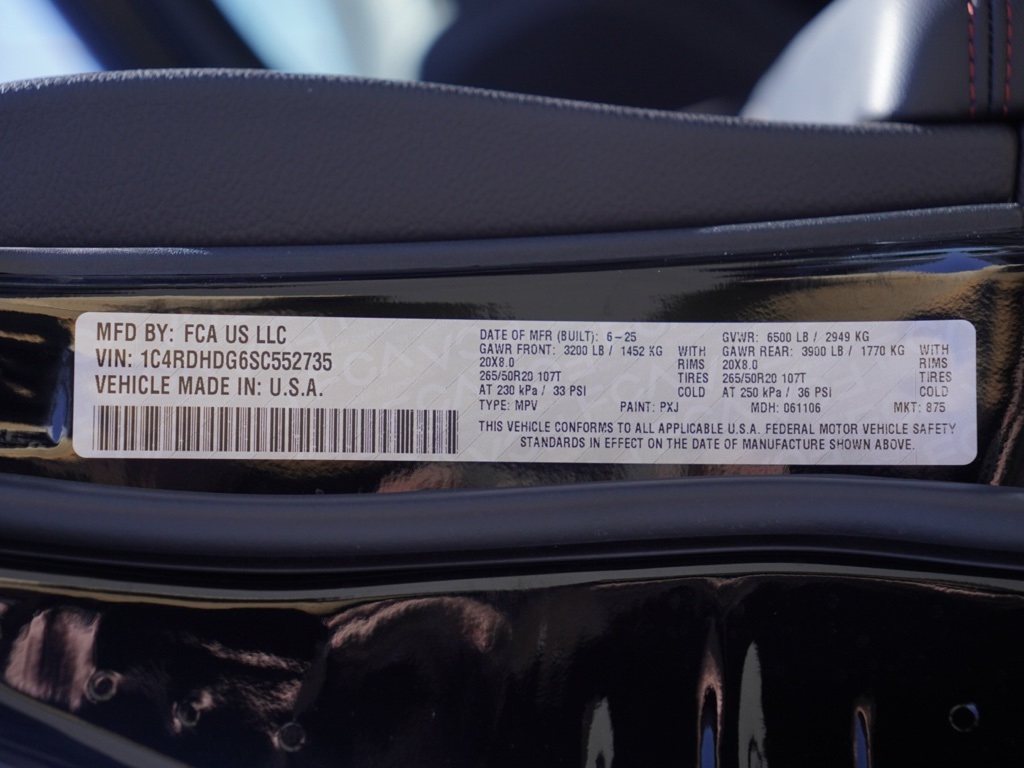 MFD BY: FCA US LLC
VIN: 1C4RDHDG6SC552735
VEHICLE MADE IN: U.S.A.
DATE OF MFR (BUILT): 6-25
GAWR FRONT: 3200 LB / 1452 KG WITH
20X8.0 RIMS
265/50R20 107T TIRES
AT 230 kPa / 33 PSI COLD
TYPE: MPV PAINT: PXJ
GVWR: 6500 LB / 2949 KG
GAWR REAR: 3900 LB / 1770 KG WITH
20X8.0 RIMS
265/50R20 107T TIRES
AT 250 kPa / 36 PSI COLD
MDH: 061106 MKT: 875
THIS VEHICLE CONFORMS TO ALL APPLICABLE U.S.A. FEDERAL MOTOR VEHICLE SAFETY
STANDARDS IN EFFECT ON THE DATE OF MANUFACTURE SHOWN ABOVE.